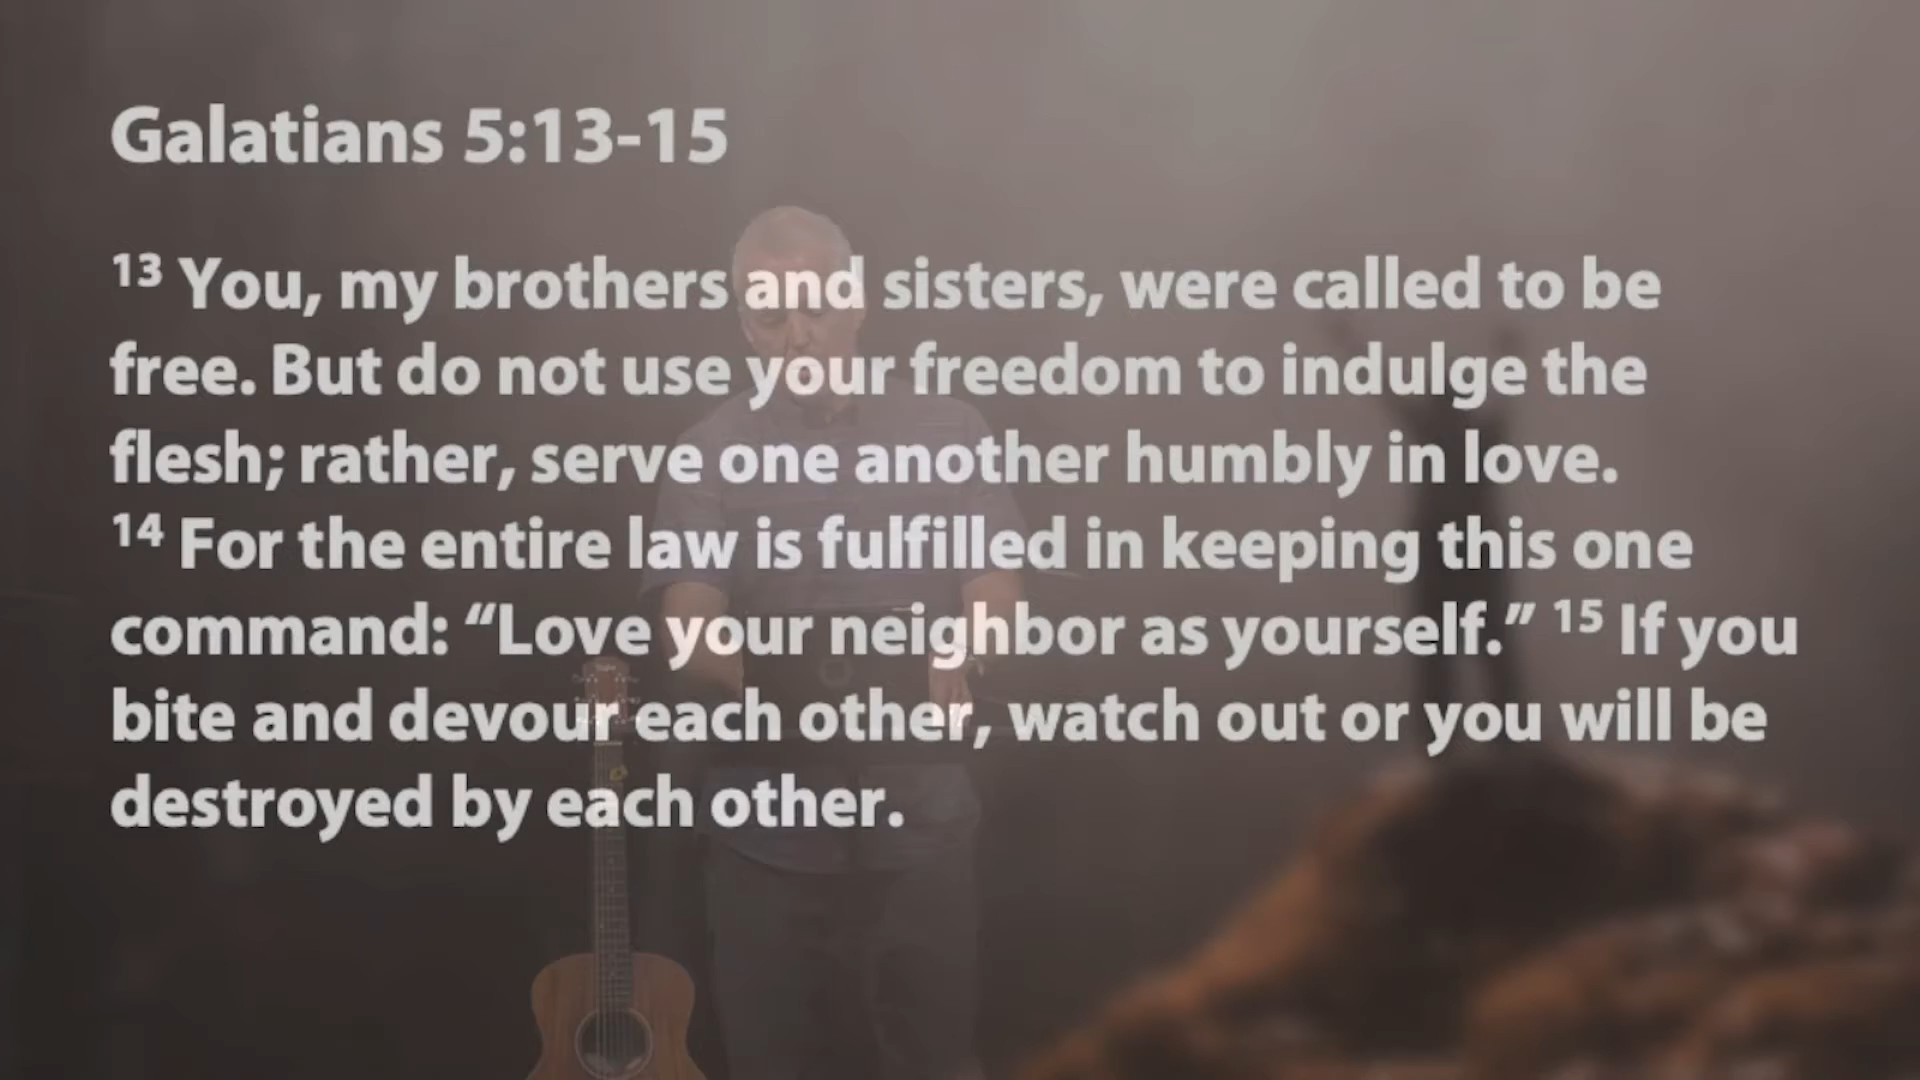 Galatians 5:13-15
13 You, my brothers and sisters, were called to be
free. But do not use your freedom to indulge the
flesh; rather, serve one another humbly in love.
14 For the entire law is fulfilled in keeping this one
command: “Love your neighbor as yourself.” 15 If you
bite and devour each other, watch out or you will be
destroyed by each other.